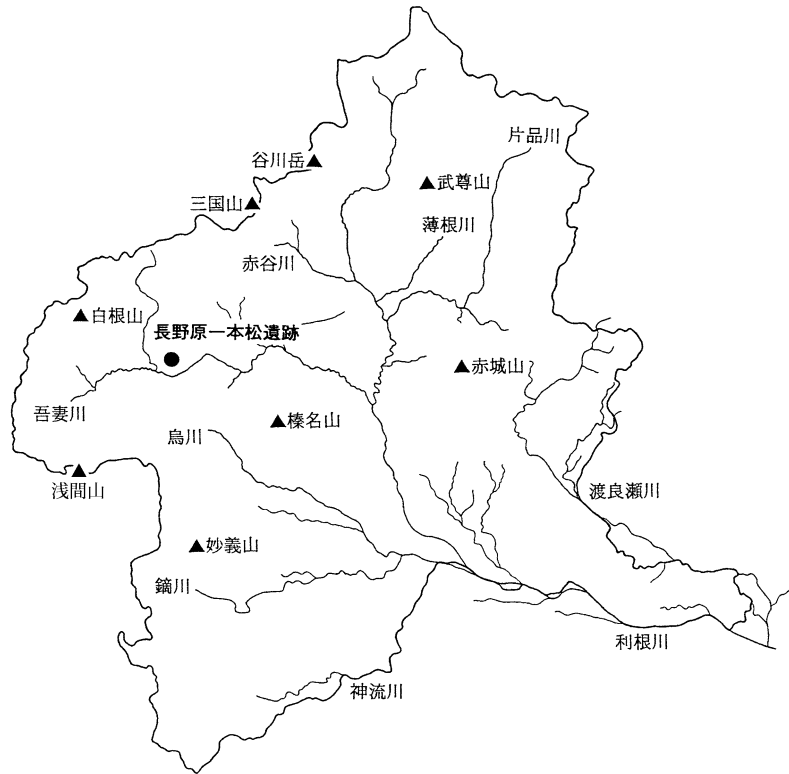 片品川
谷川岳
武尊山
三国山
薄根川
赤谷川
白根山
長野原一本松遺跡
赤城山
吾妻川
榛名山
烏川
浅間山
渡良瀬川
妙義山
鏑川
利根川
神流川